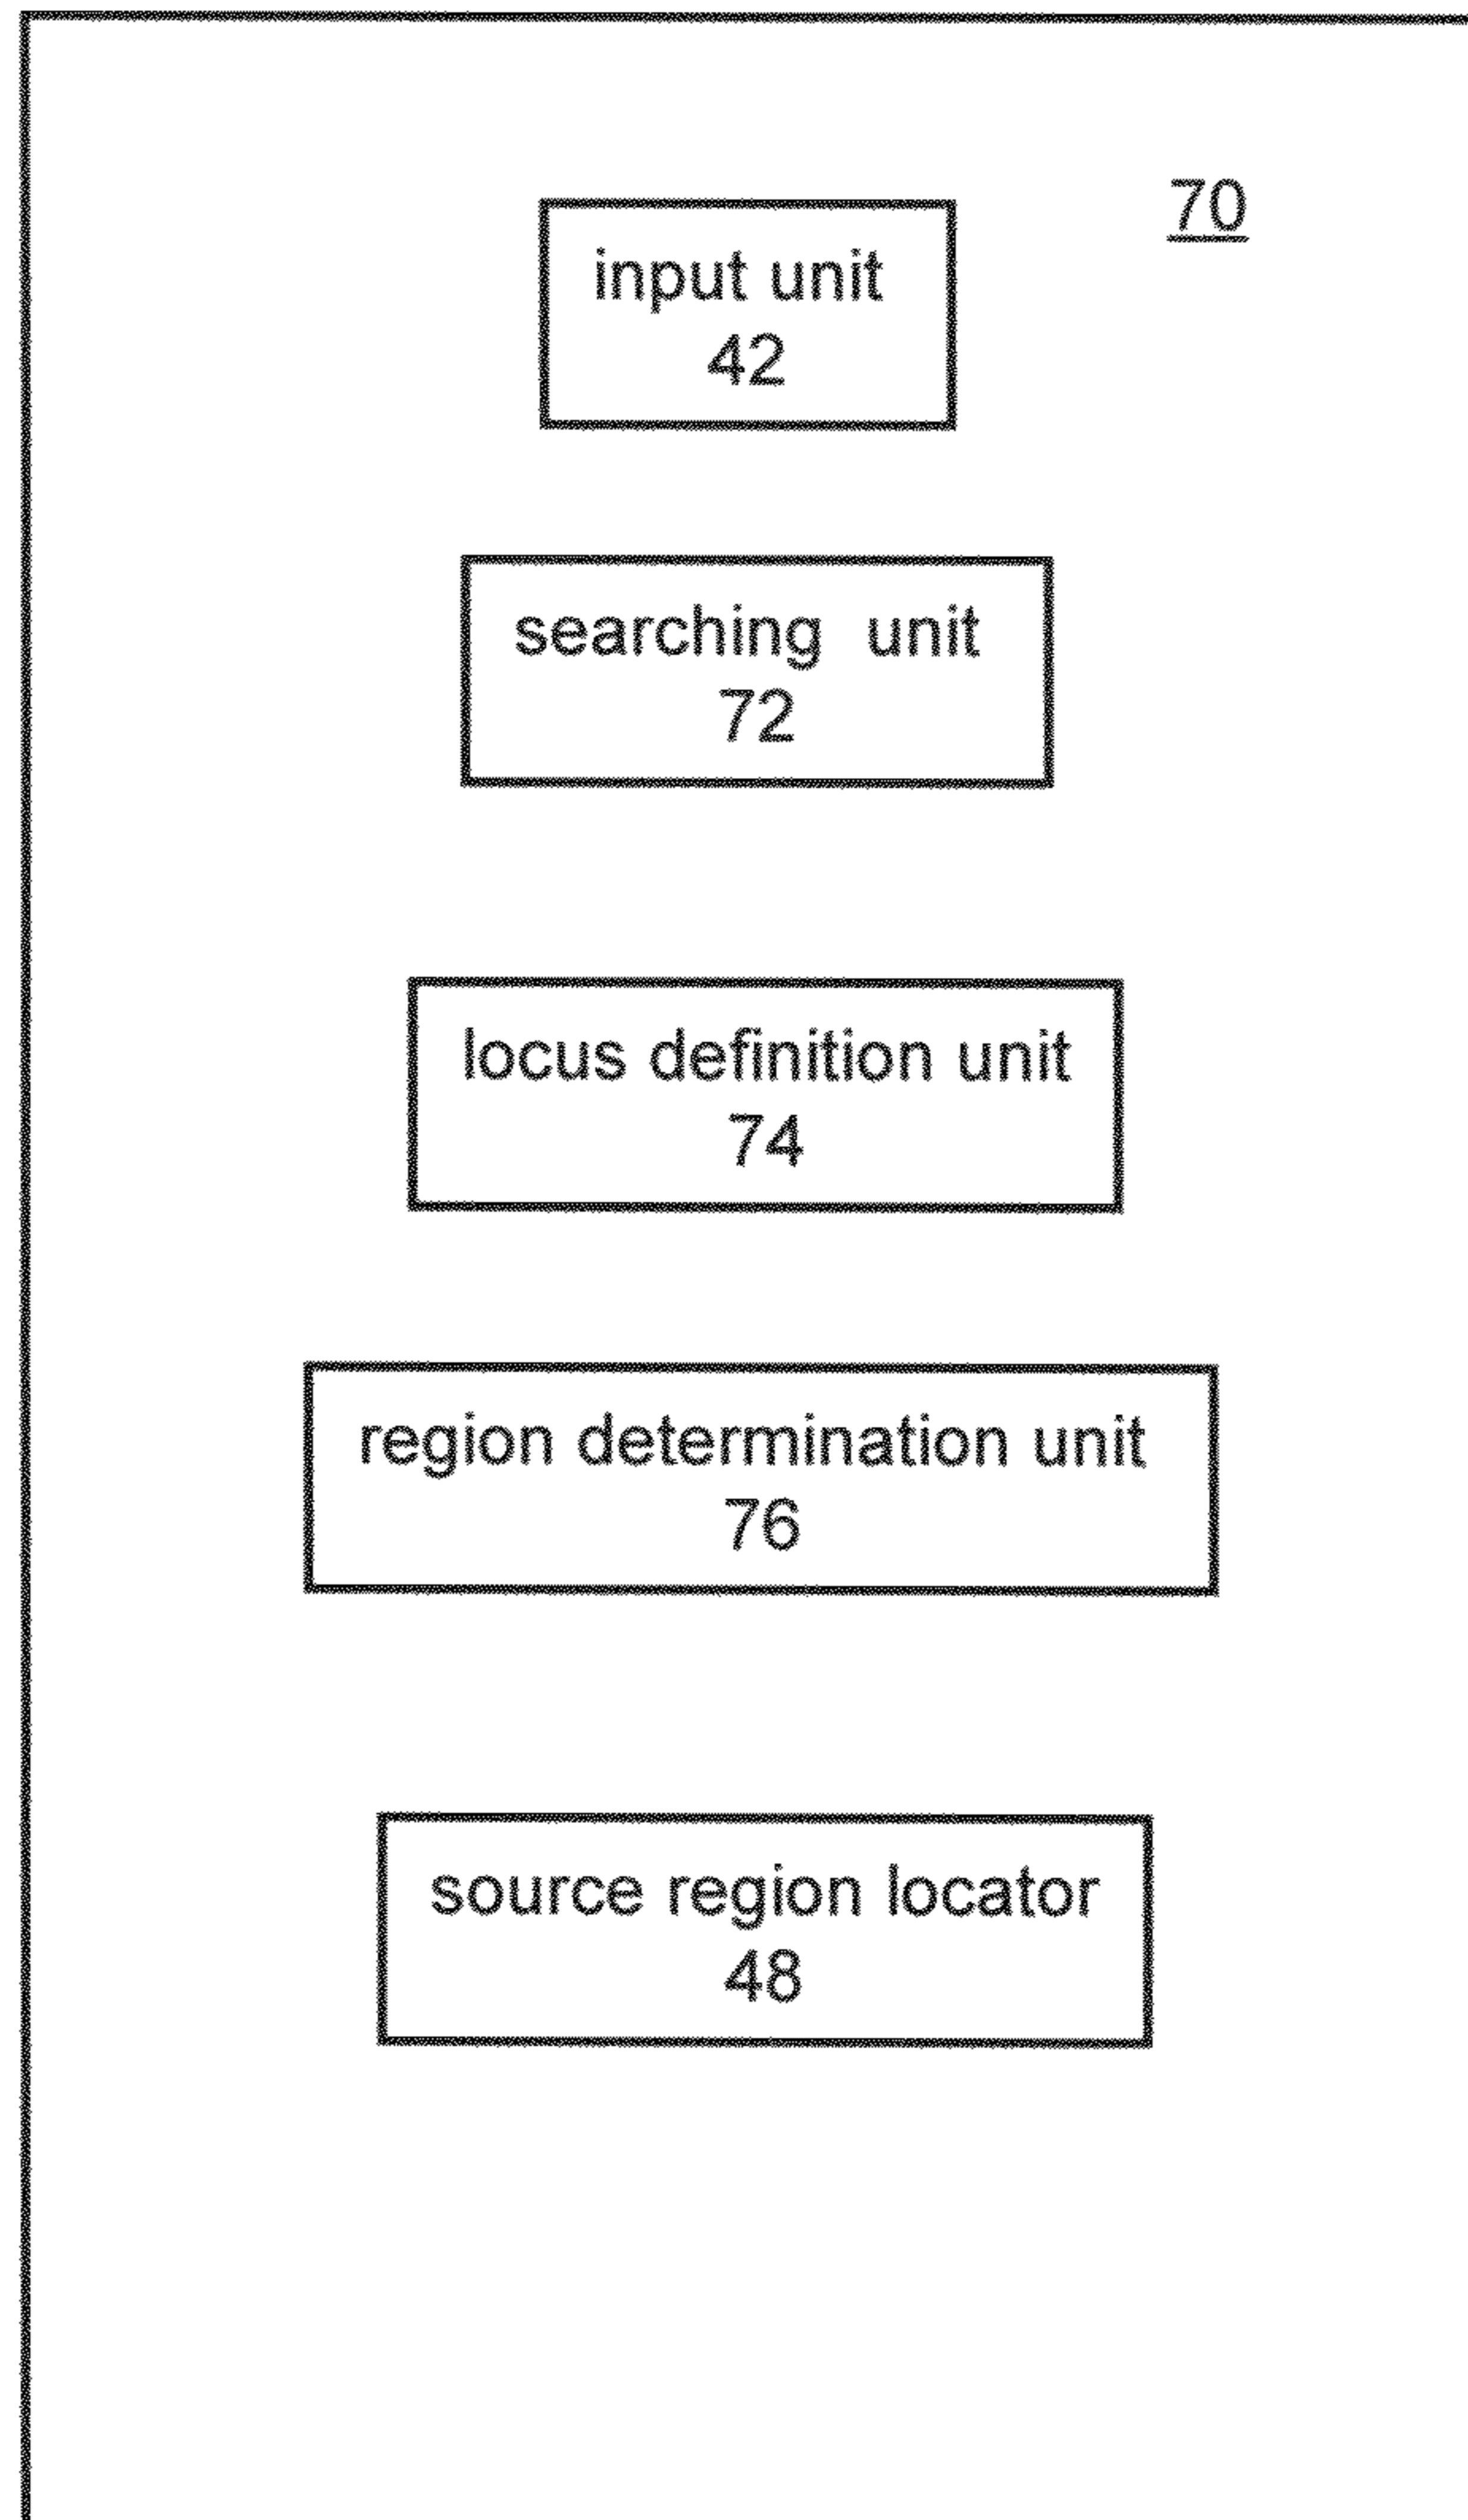 70
input unit
42
searching unit
72
locus definition unit
74
region determination unit
76
source region locator
48